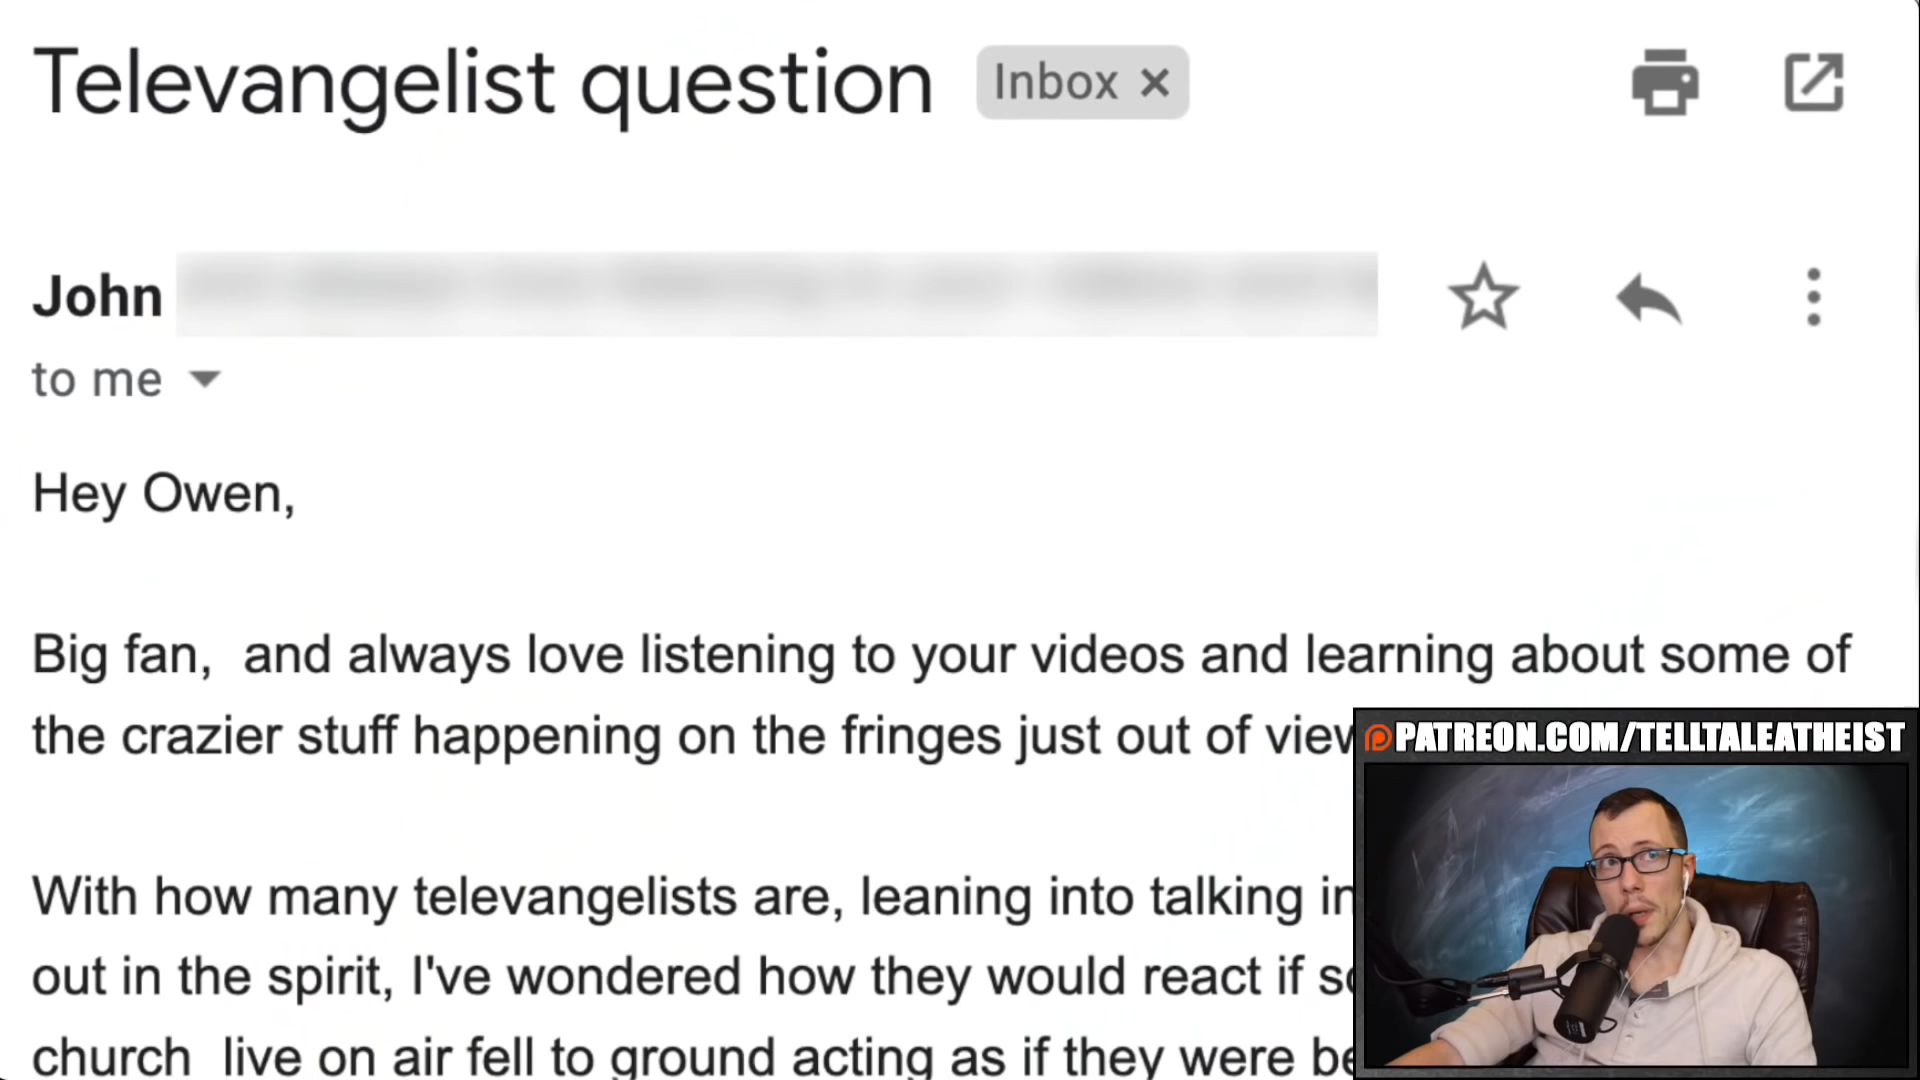 Televangelist question Inbox ×
John
to me
Hey Owen,
Big fan,  and always love listening to your videos and learning about some of
the crazier stuff happening on the fringes just out of view
PATREON.COM/TELLTALEATHEIST
With how many televangelists are, leaning into talking in
out in the spirit, I've wondered how they would react if
church  live on air fell to ground acting as if they were